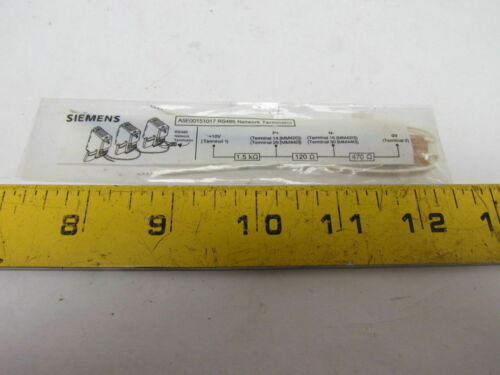 SIEMENS
A5E00151017 RS485 Network Terminator
RS485
Network
Terminator
+10V
(Terminal 1)
P+
(Terminal 14 [MM420])
(Terminal 29 [MM440])
N-
(Terminal 15 [MM420])
(Terminal 30 [MM440])
0V
(Terminal 2)
1.5 kΩ
120 Ω
470 Ω
8 9 10 11 12